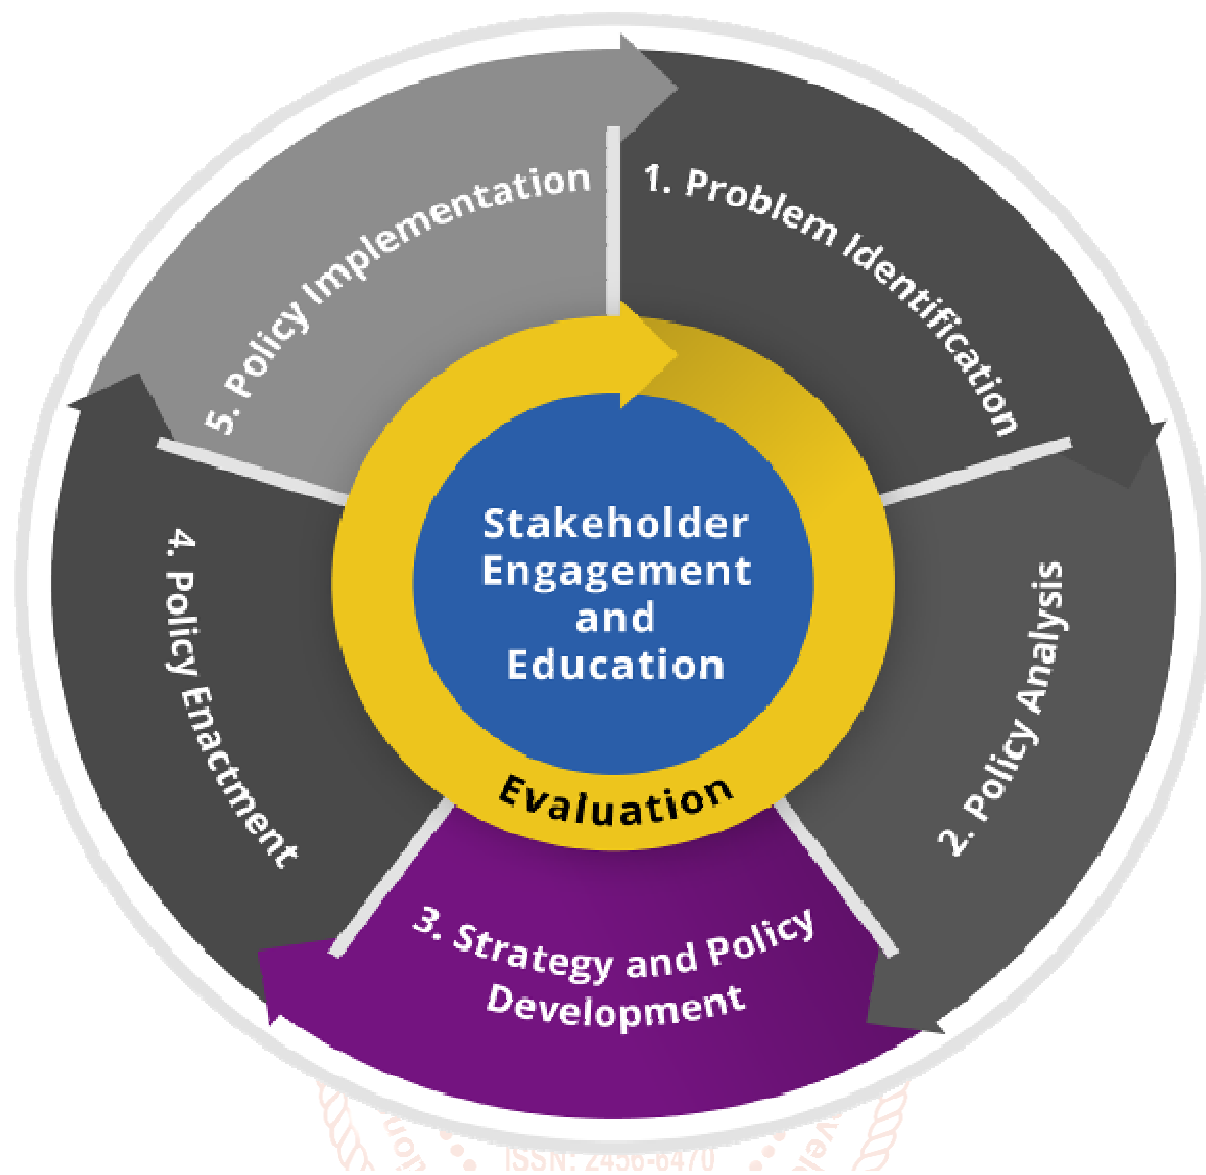 1. Problem Identification
2. Policy Analysis
3. Strategy and Policy
Development
4. Policy Enactment
5. Policy Implementation
Stakeholder
Engagement
and
Education
Evaluation
ISSN: 2456-6470